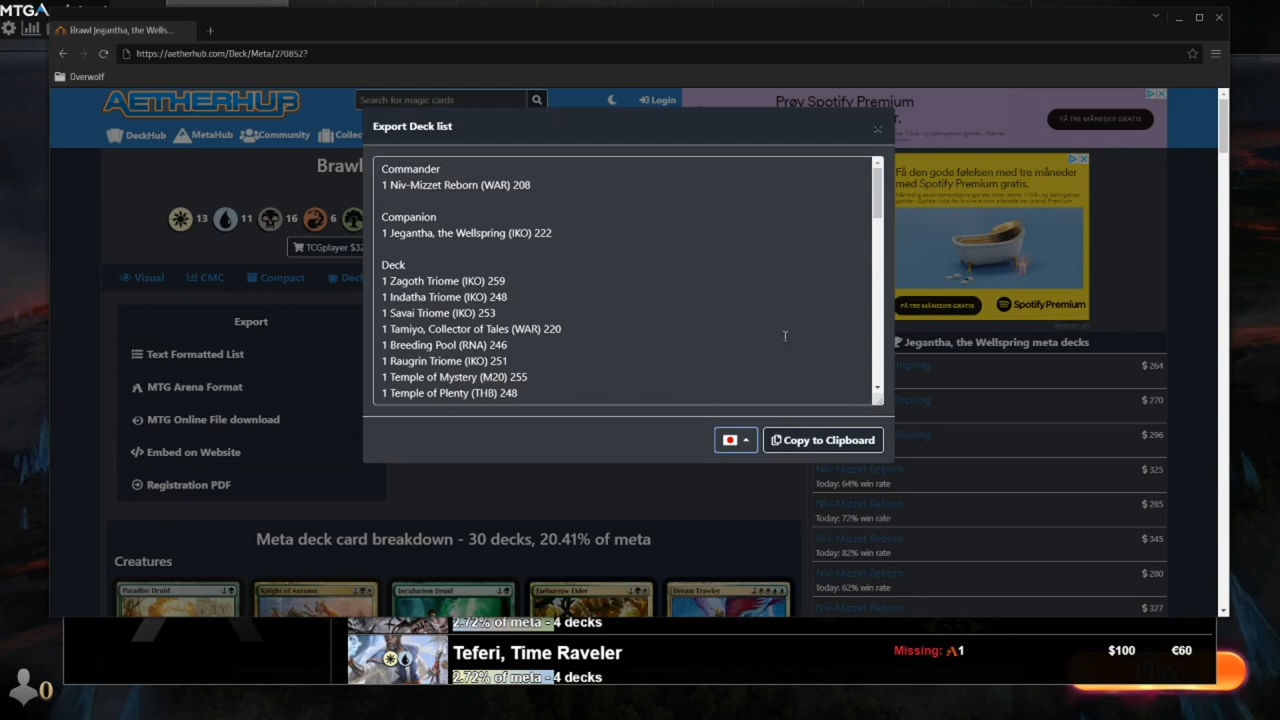 MTGA
Brawl Jegantha, the Wells...
https://aetherhub.com/Deck/Meta/270852?
Overwolf
AETHERHUB
Search for magic cards
Login
DeckHub
MetaHub
Community
Collec
Prøv Spotify Premium
r.
FÅ TRE MÅNEDER GRATIS
Export Deck list
Commander
1 Niv-Mizzet Reborn (WAR) 208
Companion
1 Jegantha, the Wellspring (IKO) 222
Deck
1 Zagoth Triome (IKO) 259
1 Indatha Triome (IKO) 248
1 Savai Triome (IKO) 253
1 Tamiyo, Collector of Tales (WAR) 220
1 Breeding Pool (RNA) 246
1 Raugrin Triome (IKO) 251
1 Temple of Mystery (M20) 255
1 Temple of Plenty (THB) 248
Copy to Clipboard
Brawl
13 11 16 6
TCGplayer $32
Visual
CMC
Compact
Deck
Export
Text Formatted List
MTG Arena Format
MTG Online File download
Embed on Website
Registration PDF
Få den gode følelsen med tre måneder
med Spotify Premium gratis.
FÅ TRE MÅNEDER GRATIS
Spotify Premium
REPORT AD
Jegantha, the Wellspring meta decks
llspring $ 264
llspring $ 270
llspring $ 296
Niv-Mizzet Reborn $ 325
Today: 64% win rate
Niv-Mizzet Reborn $ 285
Today: 72% win rate
Niv-Mizzet Reborn $ 345
Today: 82% win rate
Niv-Mizzet Reborn $ 280
Today: 62% win rate
Niv-Mizzet Reborn $ 327
Meta deck card breakdown - 30 decks, 20.41% of meta
Creatures
Paradise Druid
Knight of Autumn
Incubation Druid
Faeburrow Elder
Dream Trawler
2.72% of meta - 4 decks
Teferi, Time Raveler
Missing: 1
$100
€60
2.72% of meta - 4 decks
0